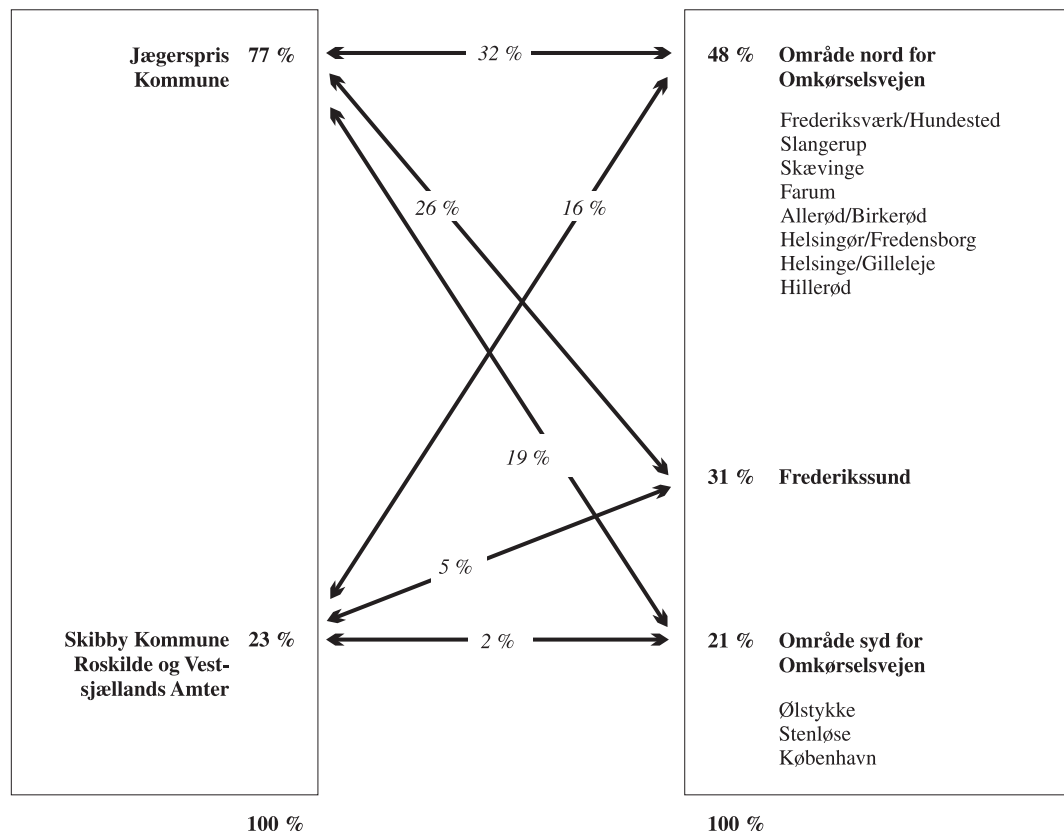 Jægerspris 77 %
Kommune
32 %
48 % Område nord for
Omkørselsvejen
Frederiksværk/Hundested
Slangerup
Skævinge
Farum
Allerød/Birkerød
Helsingør/Fredensborg
Helsinge/Gilleleje
Hillerød
26 %
16 %
19 %
31 % Frederikssund
5 %
Skibby Kommune 23 %
Roskilde og Vest-
sjællands Amter
2 %
21 % Område syd for
Omkørselsvejen
Ølstykke
Stenløse
København
100 %
100 %